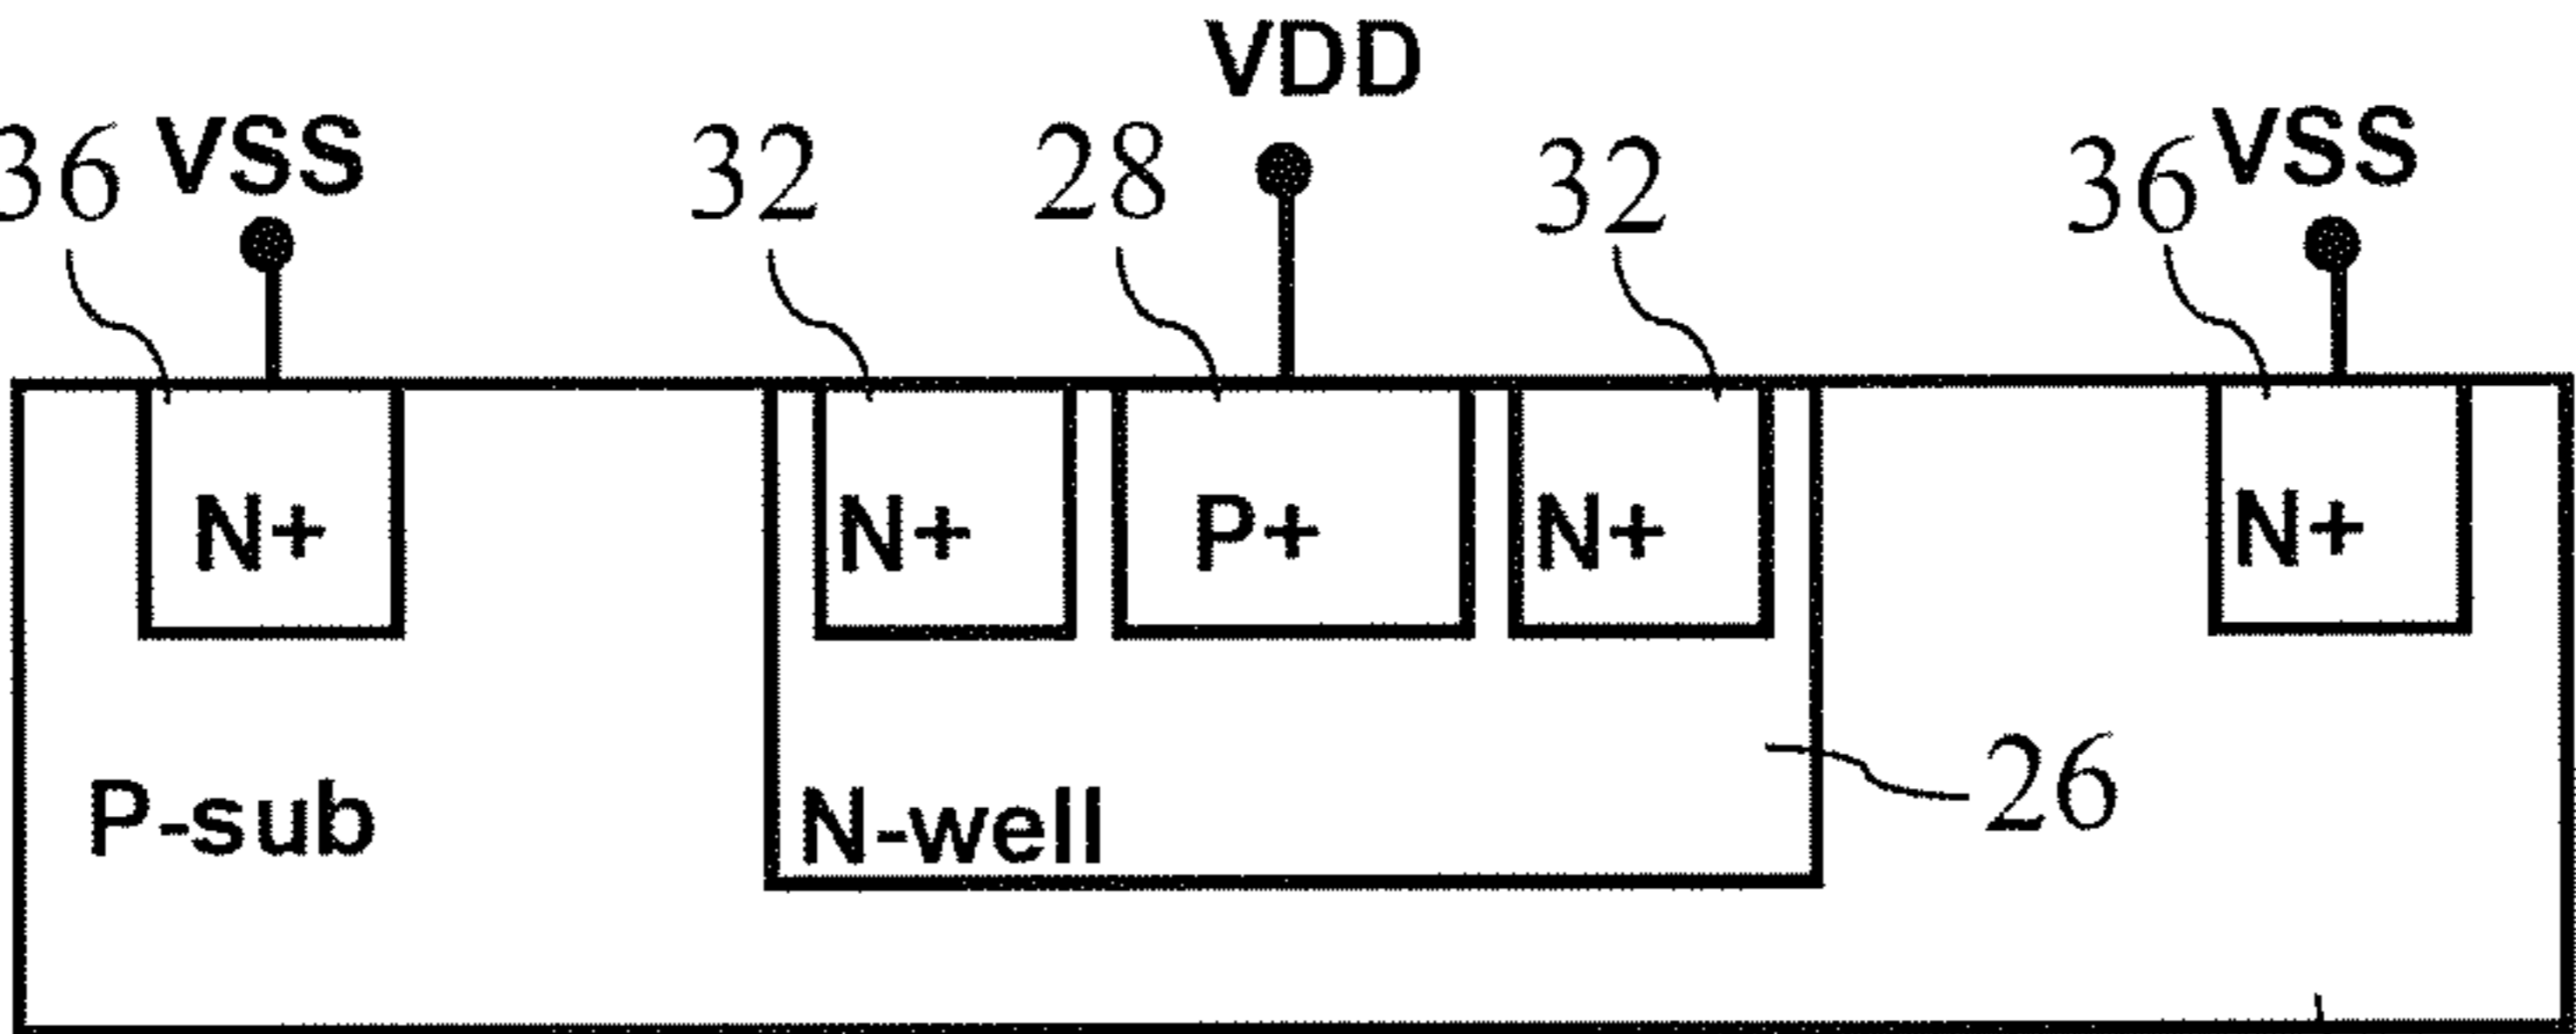 VDD
36 VSS 32 28 32 36 VSS
N+ N+ P+ N+ N+
26
P-sub N-well